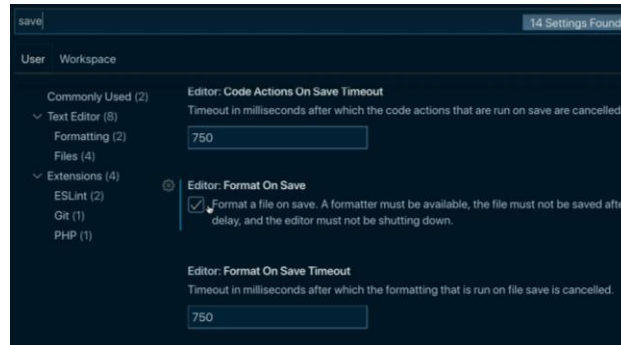 save
14 Settings Found
User Workspace
Commonly Used (2)
Text Editor (8)
Formatting (2)
Files (4)
Extensions (4)
ESLint (2)
Git (1)
PHP (1)
Editor: Code Actions On Save Timeout
Timeout in milliseconds after which the code actions that are run on save are cancelled
750
Editor: Format On Save
Format a file on save. A formatter must be available, the file must not be saved afte
delay, and the editor must not be shutting down.
Editor: Format On Save Timeout
Timeout in milliseconds after which the formatting that is run on file save is cancelled.
750